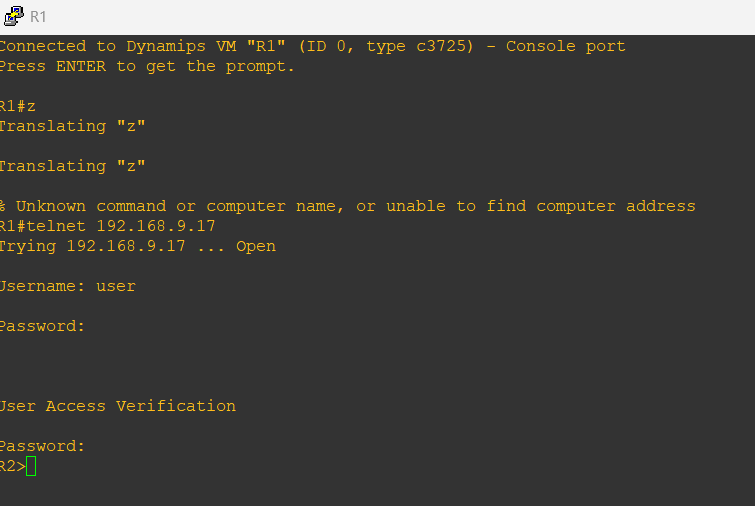 R1
Connected to Dynamips VM "R1" (ID 0, type c3725) - Console port
Press ENTER to get the prompt.
R1#z
Translating "z"
Translating "z"
% Unknown command or computer name, or unable to find computer address
R1#telnet 192.168.9.17
Trying 192.168.9.17 ... Open
Username: user
Password:
User Access Verification
Password:
R2>